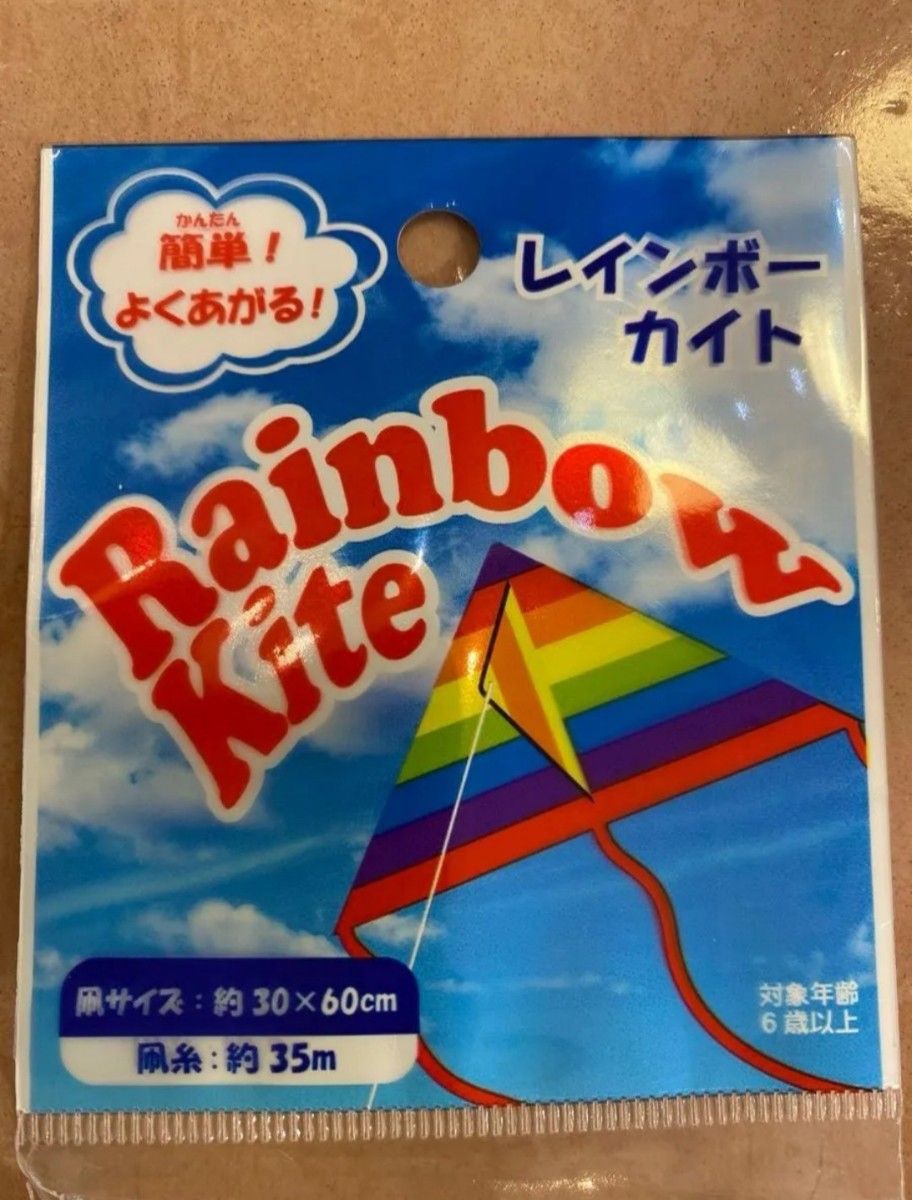 かんたん
簡単!
よくあがる!
レインボー
カイト
Rainbow
Kite
凧サイズ:約30×60cm
凧糸:約35m
対象年齢
6歳以上